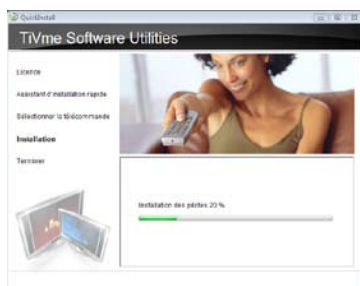 QuickInstall
TiVme Software Utilities
Licence
Assistant d'installation rapide
Sélectionner la télécommande
Installation
Terminer
Installation des pilotes 20 %